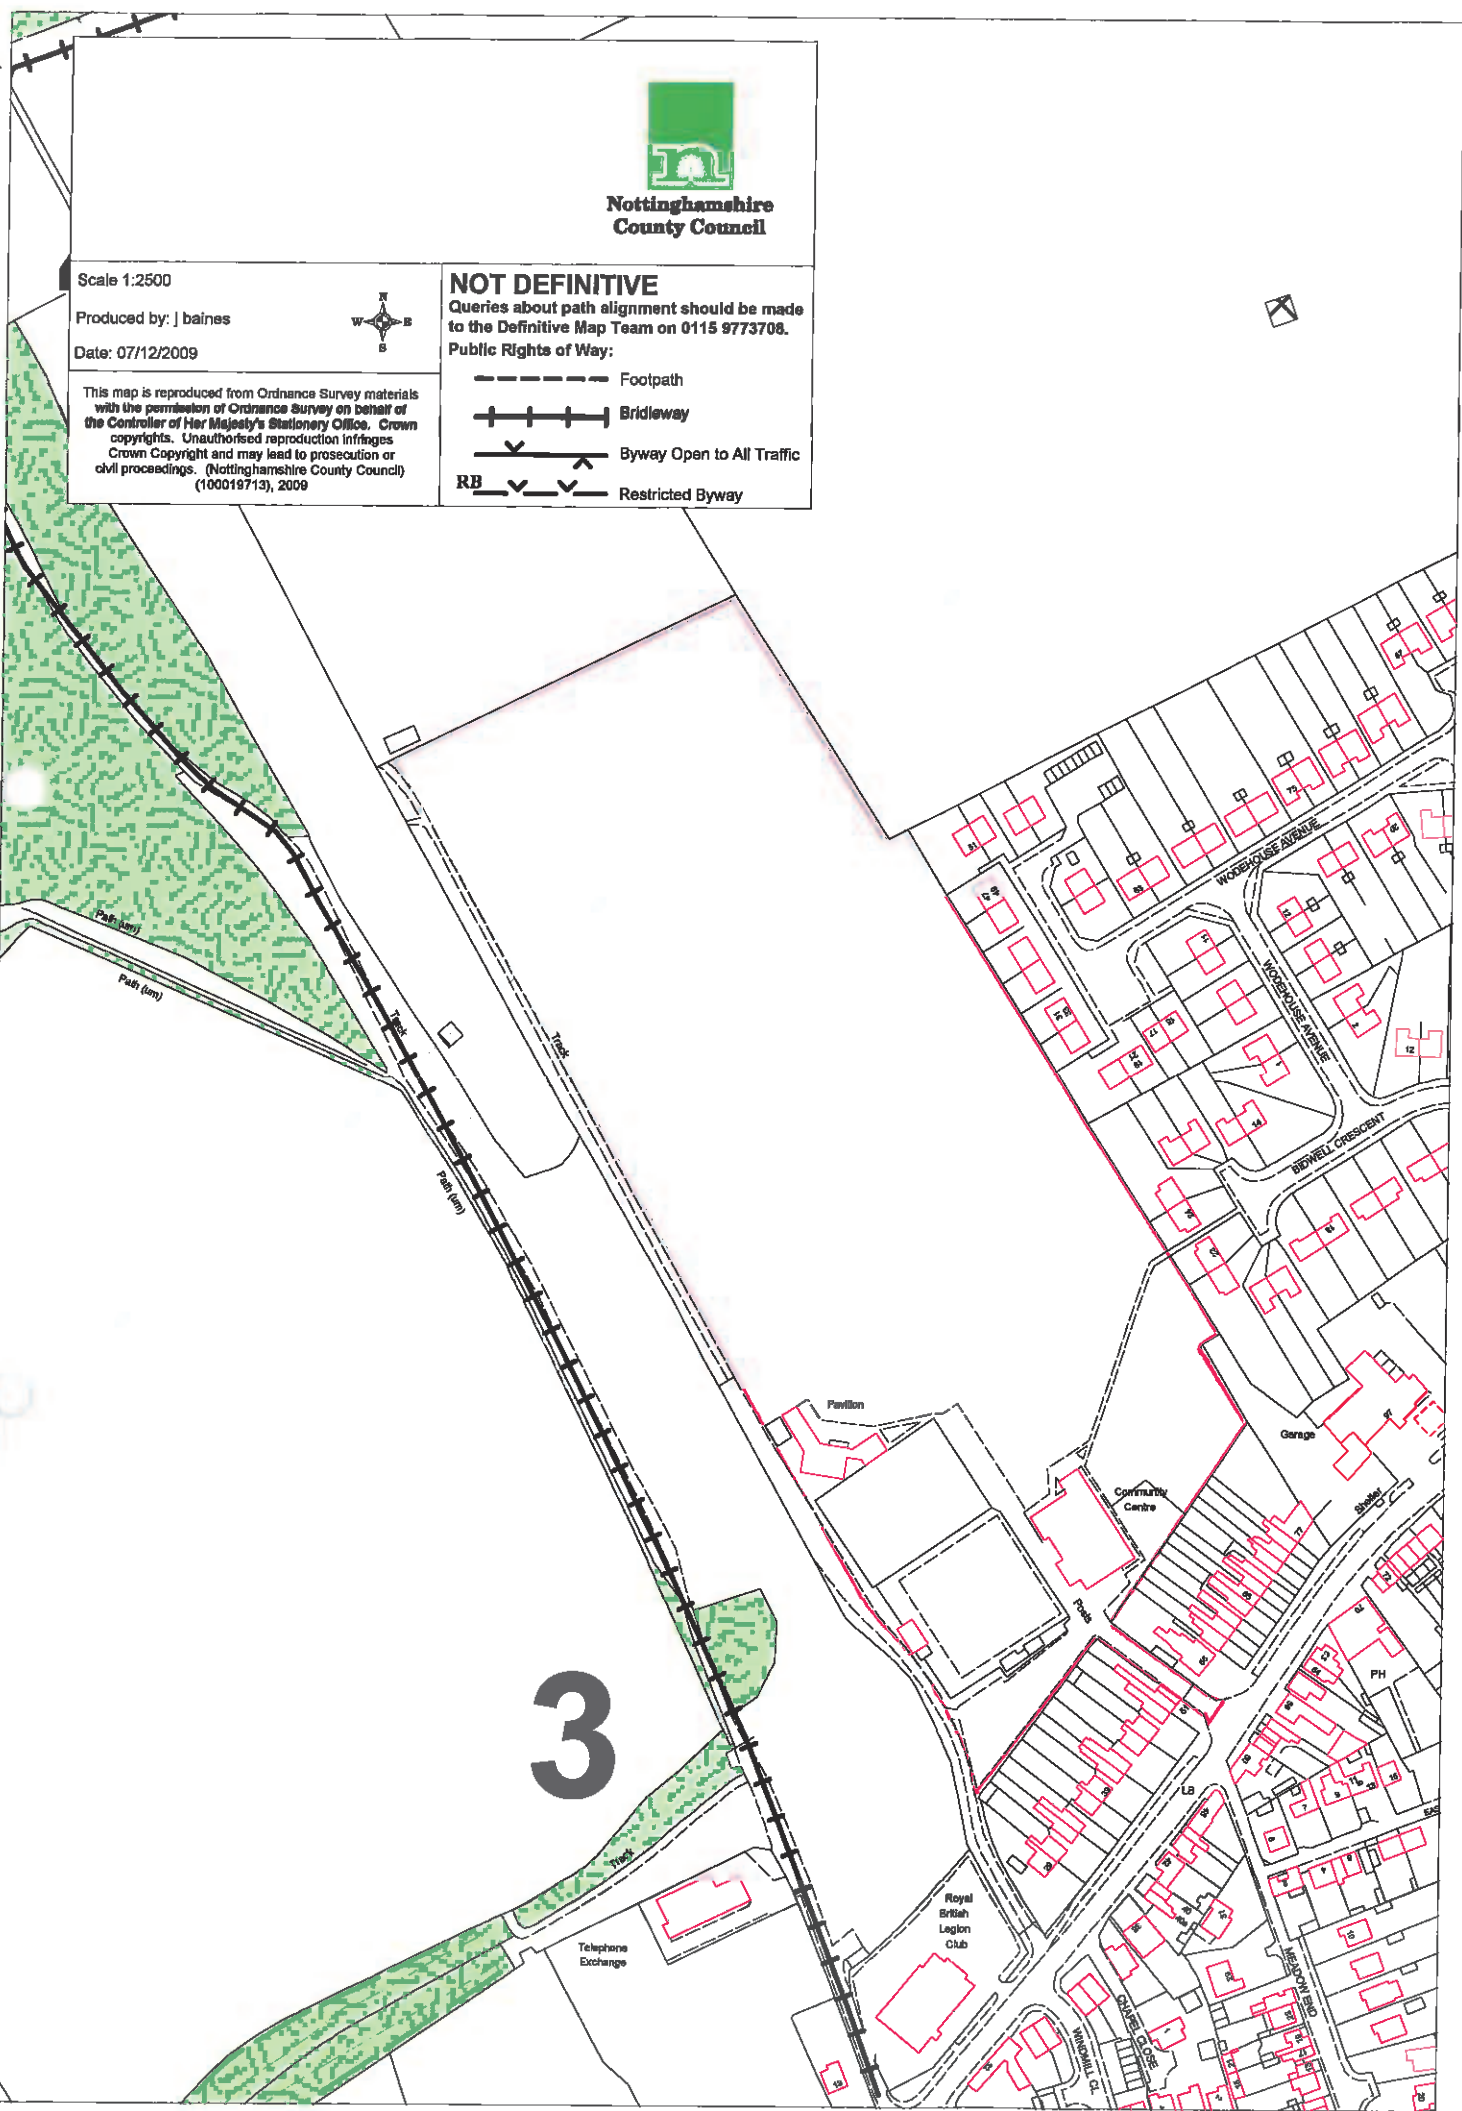 Nottinghamshire
County Council
Scale 1:2500
Produced by: j baines
Date: 07/12/2009
N
W
E
S
This map is reproduced from Ordnance Survey materials
with the permission of Ordnance Survey on behalf of
the Controller of Her Majesty's Stationery Office. Crown
copyrights. Unauthorised reproduction infringes
Crown Copyright and may lead to prosecution or
civil proceedings. (Nottinghamshire County Council)
(100019713), 2009
NOT DEFINITIVE
Queries about path alignment should be made
to the Definitive Map Team on 0115 9773708.
Public Rights of Way:
Footpath
Bridleway
Byway Open to All Traffic
RB
Restricted Byway
WODEHOUSE AVENUE
WODEHOUSE AVENUE
BIDWELL CRESCENT
Path (um)
Path (um)
Track
Track
Path (um)
Pavilion
Community
Centre
Garage
Shelter
Posts
PH
LB
3
Track
Telephone
Exchange
Royal
British
Legion
Club
MEADOW END
CHAPEL CLOSE
WINDMILL CL
12
14
11
17
77